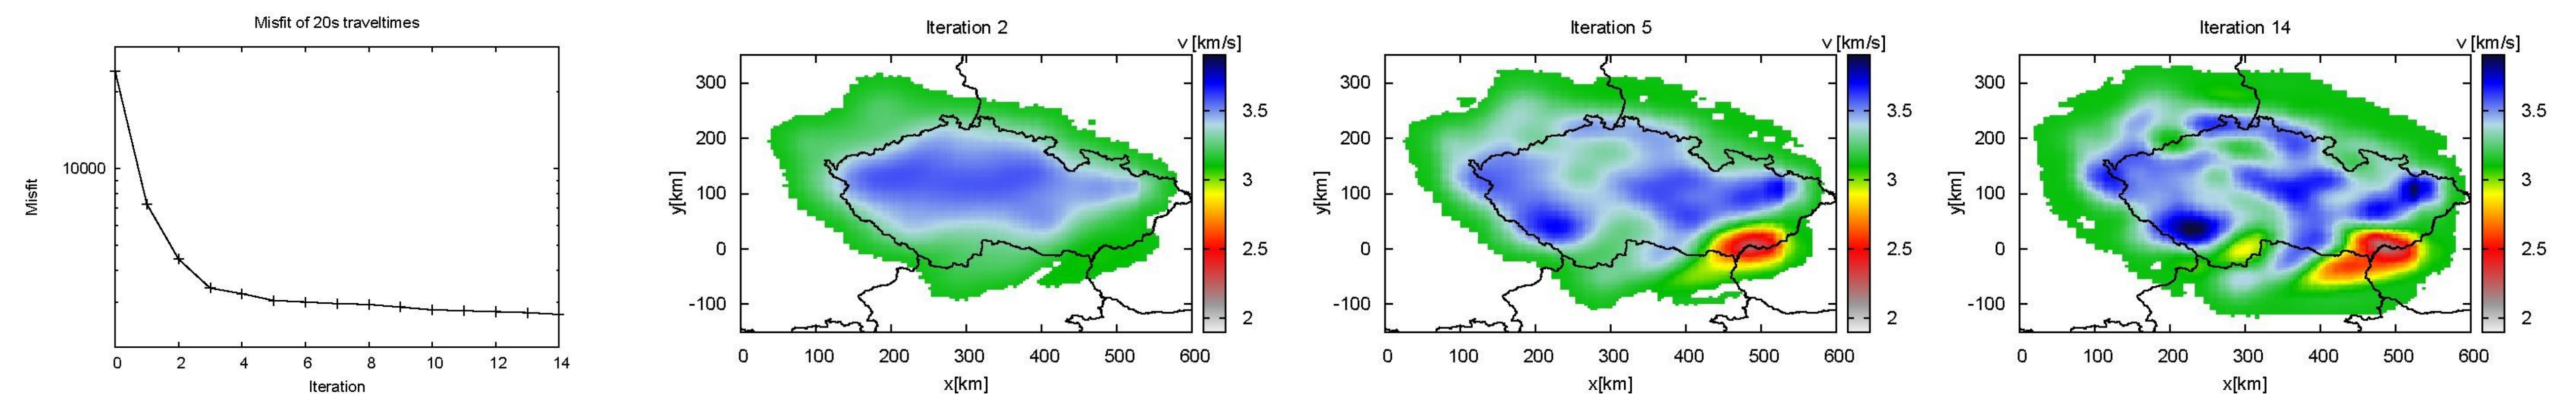 Misfit of 20s traveltimes
Misfit
10000
0 2 4 6 8 10 12 14
Iteration
Iteration 2
v [km/s]
y[km]
300
200
100
0
-100
0 100 200 300 400 500 600
x[km]
3.5
3
2.5
2
Iteration 5
v [km/s]
y[km]
300
200
100
0
-100
0 100 200 300 400 500 600
x[km]
3.5
3
2.5
2
Iteration 14
v [km/s]
y[km]
300
200
100
0
-100
0 100 200 300 400 500 600
x[km]
3.5
3
2.5
2